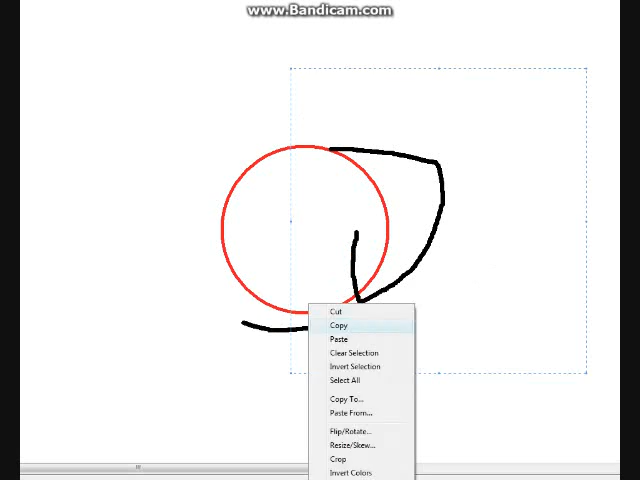 www.Bandicam.com
Cut
Copy
Paste
Clear Selection
Invert Selection
Select All
Copy To...
Paste From...
Flip/Rotate...
Resize/Skew...
Crop
Invert Colors